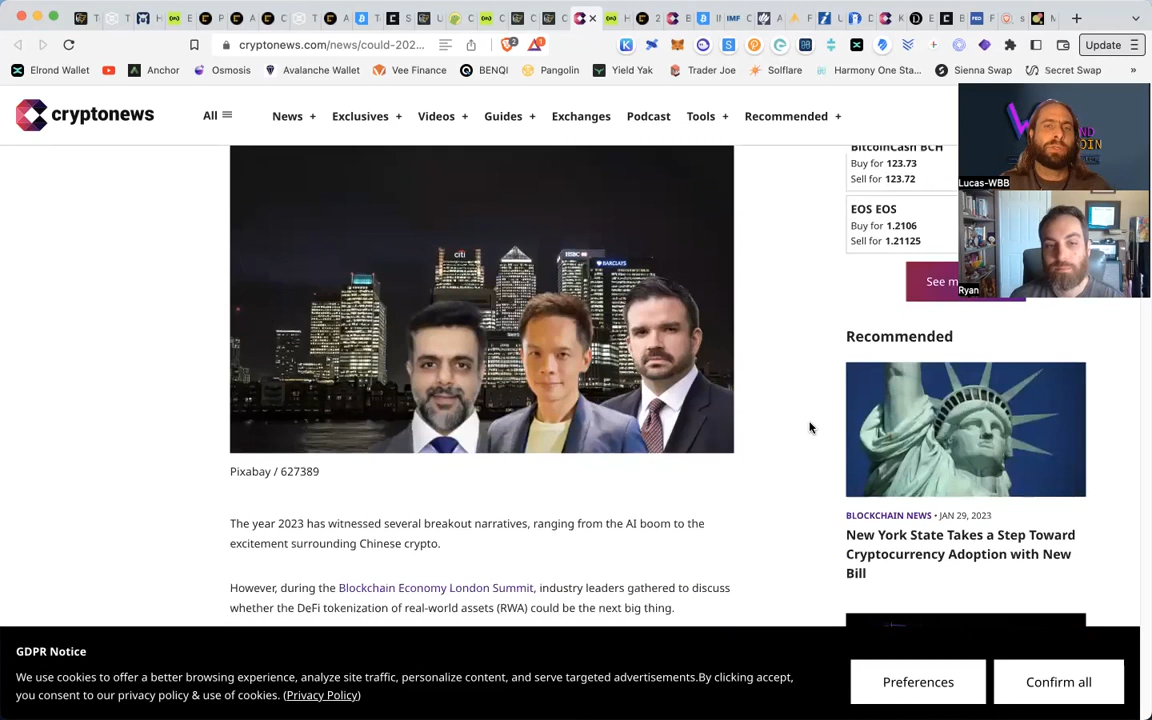 cryptonews.com/news/could-202...
Update
Elrond Wallet
Anchor
Osmosis
Avalanche Wallet
Vee Finance
BENQI
Pangolin
Yield Yak
Trader Joe
Solflare
Harmony One Sta...
Sienna Swap
Secret Swap
»
cryptonews
All
News +
Exclusives +
Videos +
Guides +
Exchanges
Podcast
Tools +
Recommended +
Lucas-WBB
Ryan
BitcoinCash BCH
Buy for 123.73
Sell for 123.72
EOS EOS
Buy for 1.2106
Sell for 1.21125
See m
citi
HSBC
BARCLAYS
Pixabay / 627389
The year 2023 has witnessed several breakout narratives, ranging from the AI boom to the
excitement surrounding Chinese crypto.
However, during the Blockchain Economy London Summit, industry leaders gathered to discuss
whether the DeFi tokenization of real-world assets (RWA) could be the next big thing.
Recommended
BLOCKCHAIN NEWS • JAN 29, 2023
New York State Takes a Step Toward
Cryptocurrency Adoption with New
Bill
GDPR Notice
We use cookies to offer a better browsing experience, analyze site traffic, personalize content, and serve targeted advertisements.By clicking accept,
you consent to our privacy policy & use of cookies. (Privacy Policy)
Preferences
Confirm all